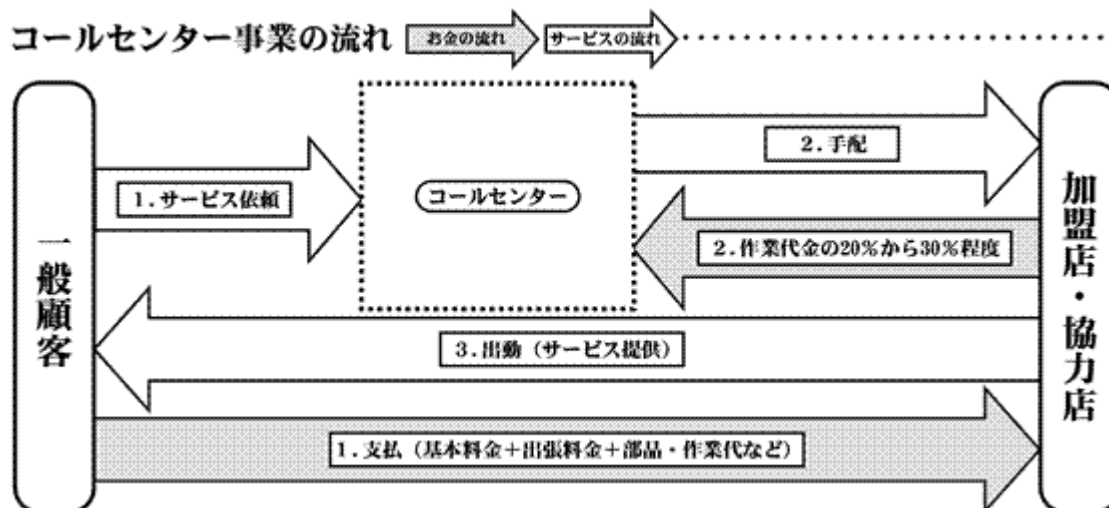 コールセンター事業の流れ
お金の流れ
サービスの流れ
一般顧客
1.サービス依頼
コールセンター
2.手配
2.作業代金の20%から30%程度
3.出動(サービス提供)
1.支払(基本料金+出張料金+部品・作業代など)
加盟店・協力店